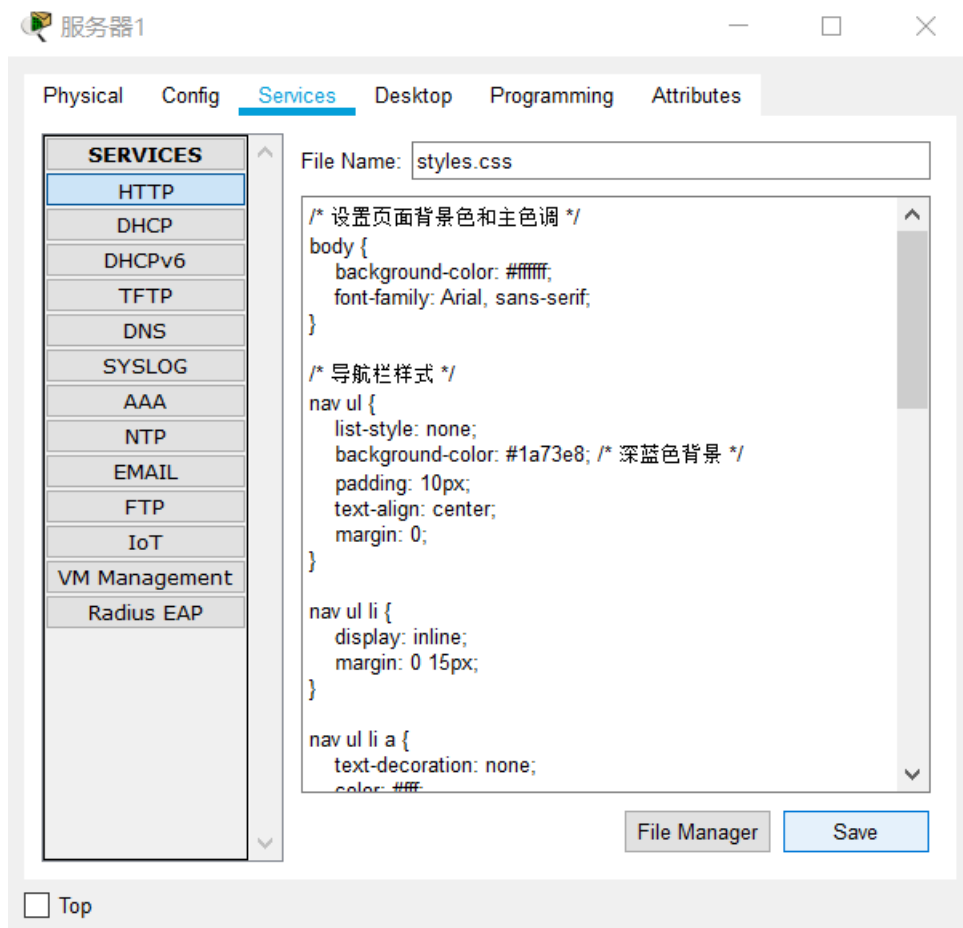 服务器1
Physical Config Services Desktop Programming Attributes
SERVICES
HTTP
DHCP
DHCPv6
TFTP
DNS
SYSLOG
AAA
NTP
EMAIL
FTP
IoT
VM Management
Radius EAP
File Name: styles.css
/* 设置页面背景色和主色调 */
body {
background-color: #ffffff;
font-family: Arial, sans-serif;
}
/* 导航栏样式 */
nav ul {
list-style: none;
background-color: #1a73e8; /* 深蓝色背景 */
padding: 10px;
text-align: center;
margin: 0;
}
nav ul li {
display: inline;
margin: 0 15px;
}
nav ul li a {
text-decoration: none;
color: #fff;
File Manager Save
Top